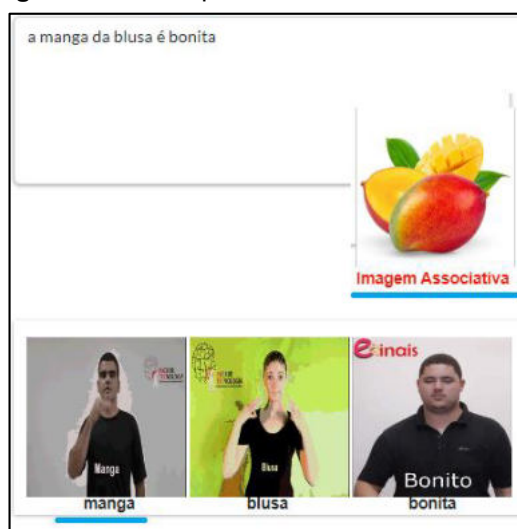 a manga da blusa é bonita
Imagem Associativa
Manga
Blusa
Bonito
manga
blusa
bonita